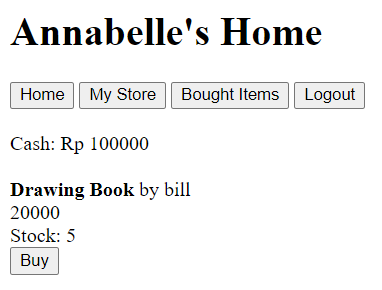 Annabelle's Home
Home My Store Bought Items Logout
Cash: Rp 100000
Drawing Book by bill
20000
Stock: 5
Buy